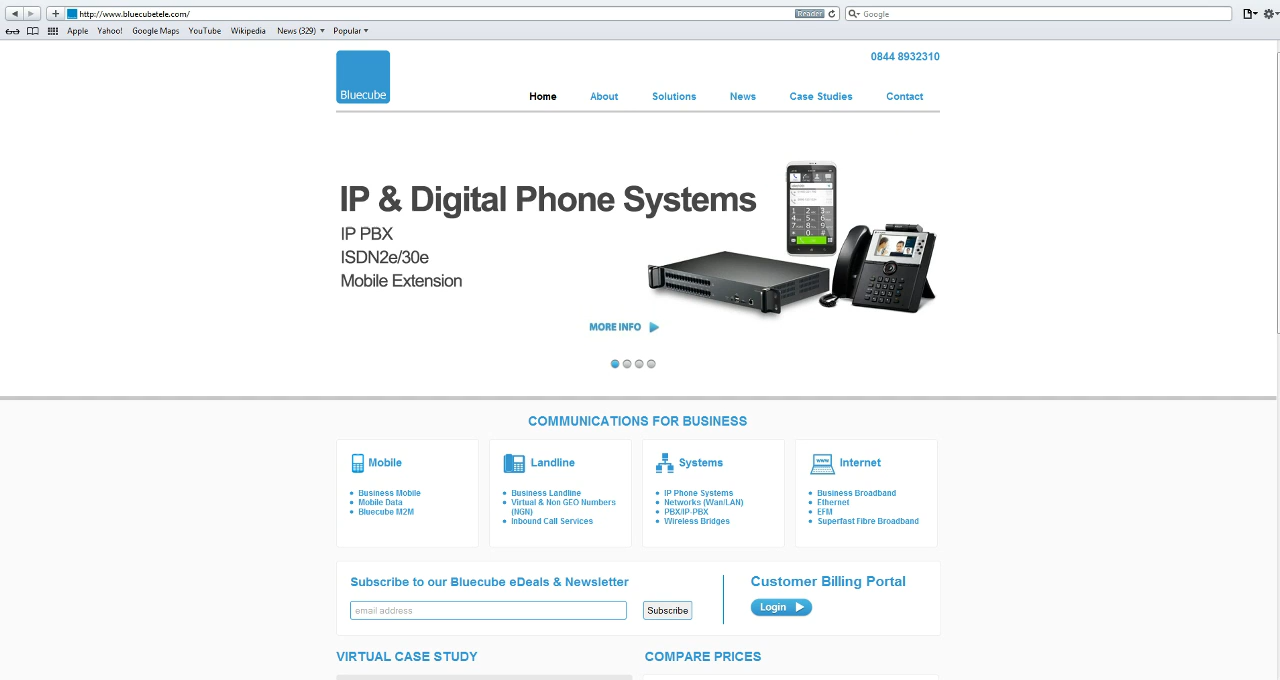 http://www.bluecubetele.com/
Reader
Google
Apple Yahoo! Google Maps YouTube Wikipedia News (329) Popular
0844 8932310
Bluecube
Home About Solutions News Case Studies Contact
IP & Digital Phone Systems
IP PBX
ISDN2e/30e
Mobile Extension
MORE INFO
COMMUNICATIONS FOR BUSINESS
Mobile
Business Mobile
Mobile Data
Bluecube M2M
Landline
Business Landline
Virtual & Non GEO Numbers
(NGN)
Inbound Call Services
Systems
IP Phone Systems
Networks (Wan/LAN)
PBX/IP-PBX
Wireless Bridges
www
Internet
Business Broadband
Ethernet
EFM
Superfast Fibre Broadband
Subscribe to our Bluecube eDeals & Newsletter
email address
Subscribe
Customer Billing Portal
Login
VIRTUAL CASE STUDY
COMPARE PRICES